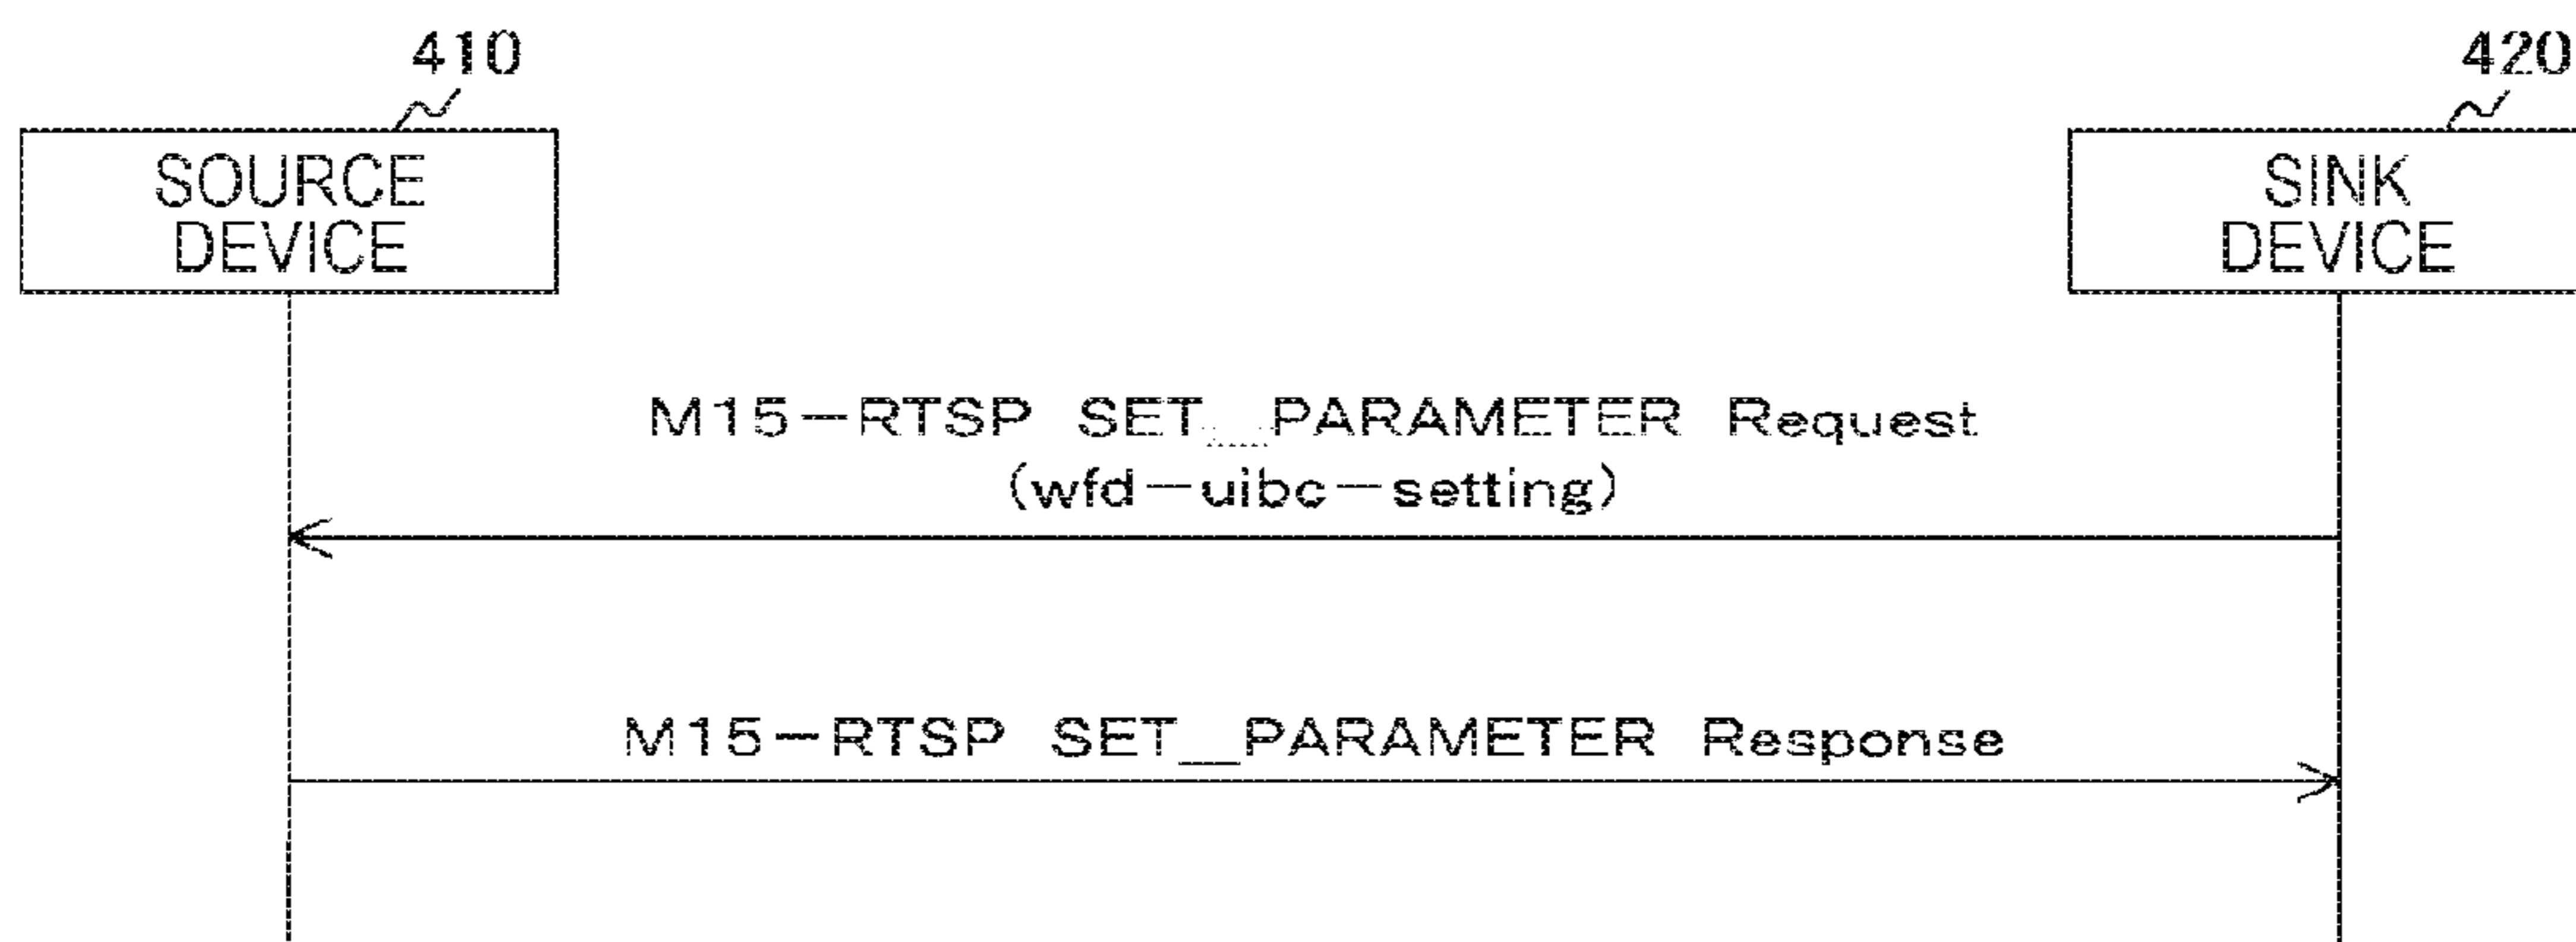 410
420
SOURCE
DEVICE
SINK
DEVICE
M15-RTSP SET_PARAMETER Request
(wfd-uibc-setting)
M15-RTSP SET_PARAMETER Response